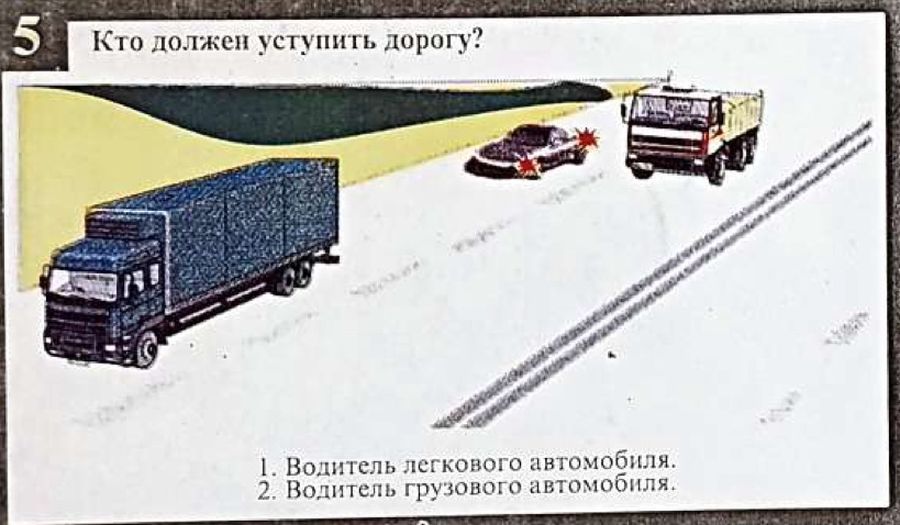 5 Кто должен уступить дорогу?
1. Водитель легкового автомобиля.
2. Водитель грузового автомобиля.